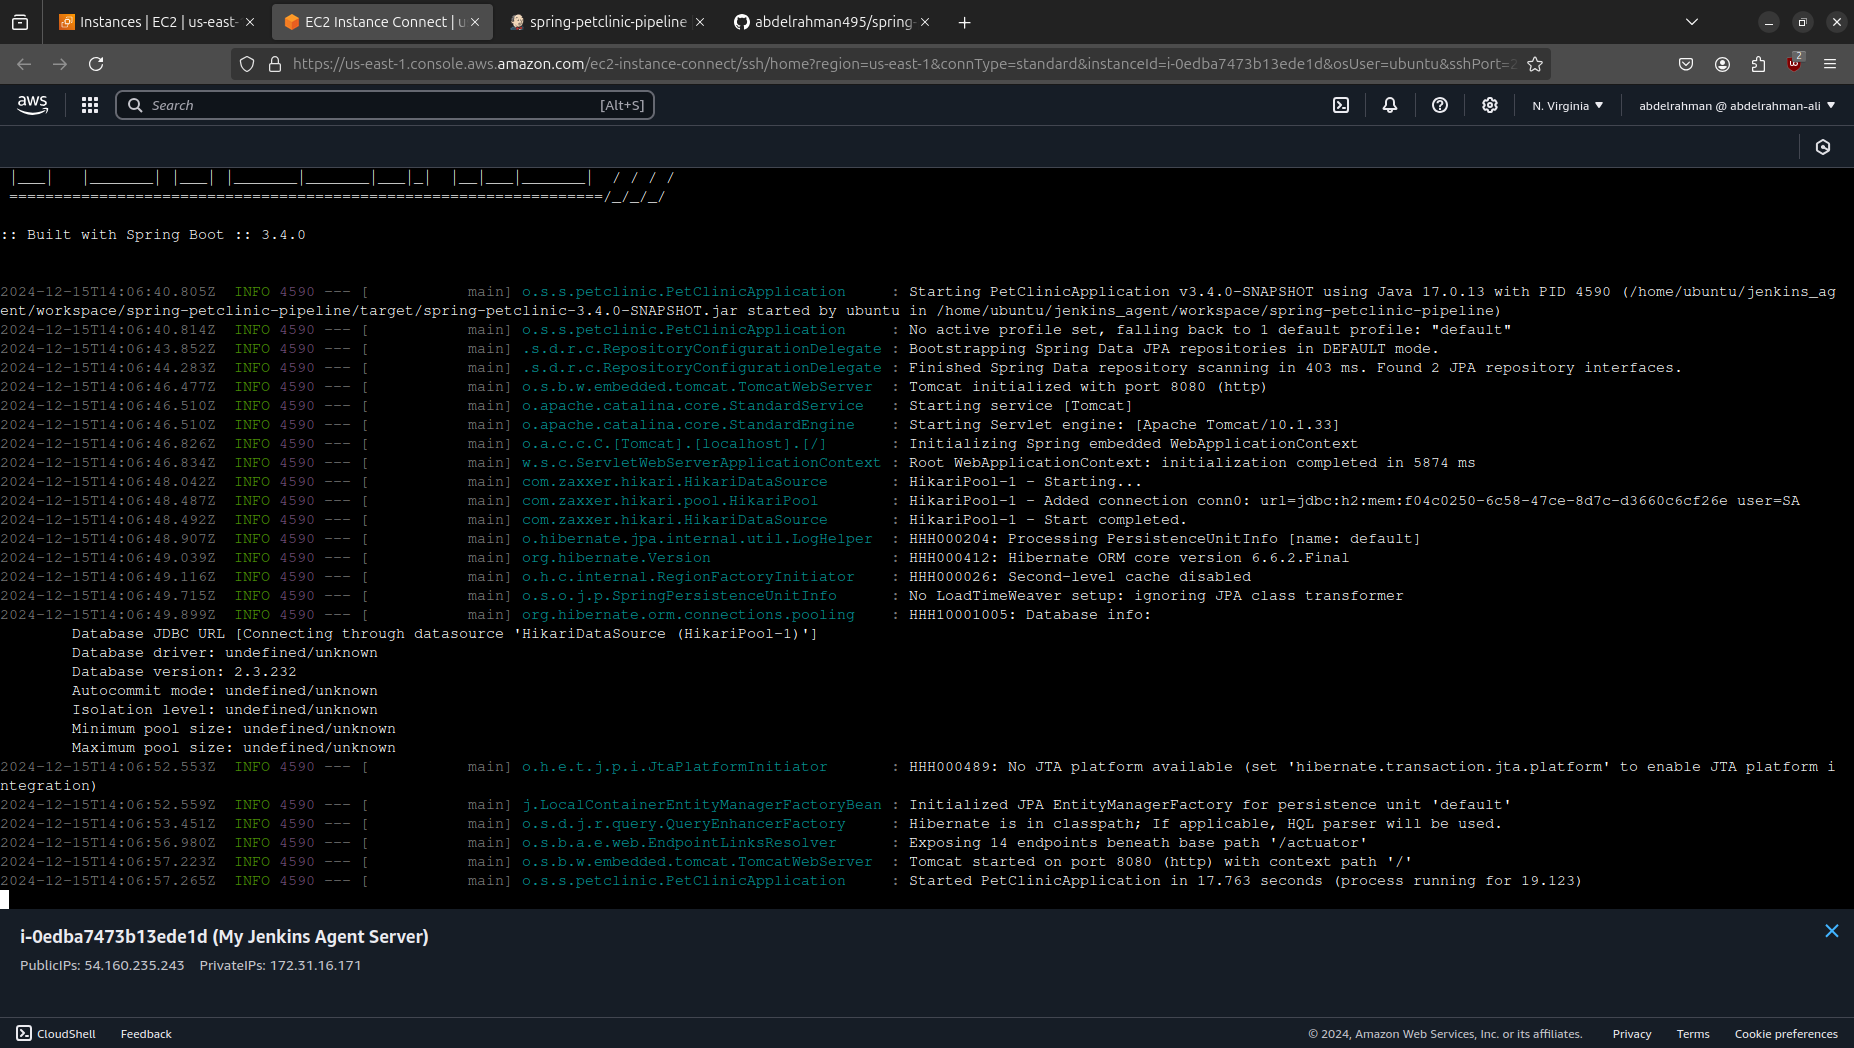 Instances | EC2 | us-east-
EC2 Instance Connect | u
spring-petclinic-pipeline
abdelrahman495/spring-
https://us-east-1.console.aws.amazon.com/ec2-instance-connect/ssh/home?region=us-east-1&connType=standard&instanceId=i-0edba7473b13ede1d&osUser=ubuntu&sshPort=2
2
aws
Search
[Alt+S]
N. Virginia
abdelrahman @ abdelrahman-ali
|___|   |_______| |___| |_______|_______|___|_|  |__|___|_______|  / / / /
==================================================================/_/_/_/
:: Built with Spring Boot :: 3.4.0
2024-12-15T14:06:40.805Z  INFO 4590 --- [           main] o.s.s.petclinic.PetClinicApplication     : Starting PetClinicApplication v3.4.0-SNAPSHOT using Java 17.0.13 with PID 4590 (/home/ubuntu/jenkins_ag
ent/workspace/spring-petclinic-pipeline/target/spring-petclinic-3.4.0-SNAPSHOT.jar started by ubuntu in /home/ubuntu/jenkins_agent/workspace/spring-petclinic-pipeline)
2024-12-15T14:06:40.814Z  INFO 4590 --- [           main] o.s.s.petclinic.PetClinicApplication     : No active profile set, falling back to 1 default profile: "default"
2024-12-15T14:06:43.852Z  INFO 4590 --- [           main] .s.d.r.c.RepositoryConfigurationDelegate : Bootstrapping Spring Data JPA repositories in DEFAULT mode.
2024-12-15T14:06:44.283Z  INFO 4590 --- [           main] .s.d.r.c.RepositoryConfigurationDelegate : Finished Spring Data repository scanning in 403 ms. Found 2 JPA repository interfaces.
2024-12-15T14:06:46.477Z  INFO 4590 --- [           main] o.s.b.w.embedded.tomcat.TomcatWebServer  : Tomcat initialized with port 8080 (http)
2024-12-15T14:06:46.510Z  INFO 4590 --- [           main] o.apache.catalina.core.StandardService   : Starting service [Tomcat]
2024-12-15T14:06:46.510Z  INFO 4590 --- [           main] o.apache.catalina.core.StandardEngine    : Starting Servlet engine: [Apache Tomcat/10.1.33]
2024-12-15T14:06:46.826Z  INFO 4590 --- [           main] o.a.c.c.C.[Tomcat].[localhost].[/]       : Initializing Spring embedded WebApplicationContext
2024-12-15T14:06:46.834Z  INFO 4590 --- [           main] w.s.c.ServletWebServerApplicationContext : Root WebApplicationContext: initialization completed in 5874 ms
2024-12-15T14:06:48.042Z  INFO 4590 --- [           main] com.zaxxer.hikari.HikariDataSource       : HikariPool-1 - Starting...
2024-12-15T14:06:48.487Z  INFO 4590 --- [           main] com.zaxxer.hikari.pool.HikariPool        : HikariPool-1 - Added connection conn0: url=jdbc:h2:mem:f04c0250-6c58-47ce-8d7c-d3660c6cf26e user=SA
2024-12-15T14:06:48.492Z  INFO 4590 --- [           main] com.zaxxer.hikari.HikariDataSource       : HikariPool-1 - Start completed.
2024-12-15T14:06:48.907Z  INFO 4590 --- [           main] o.hibernate.jpa.internal.util.LogHelper  : HHH000204: Processing PersistenceUnitInfo [name: default]
2024-12-15T14:06:49.039Z  INFO 4590 --- [           main] org.hibernate.Version                    : HHH000412: Hibernate ORM core version 6.6.2.Final
2024-12-15T14:06:49.116Z  INFO 4590 --- [           main] o.h.c.internal.RegionFactoryInitiator    : HHH000026: Second-level cache disabled
2024-12-15T14:06:49.715Z  INFO 4590 --- [           main] o.s.o.j.p.SpringPersistenceUnitInfo      : No LoadTimeWeaver setup: ignoring JPA class transformer
2024-12-15T14:06:49.899Z  INFO 4590 --- [           main] org.hibernate.orm.connections.pooling    : HHH10001005: Database info:
Database JDBC URL [Connecting through datasource 'HikariDataSource (HikariPool-1)']
Database driver: undefined/unknown
Database version: 2.3.232
Autocommit mode: undefined/unknown
Isolation level: undefined/unknown
Minimum pool size: undefined/unknown
Maximum pool size: undefined/unknown
2024-12-15T14:06:52.553Z  INFO 4590 --- [           main] o.h.e.t.j.p.i.JtaPlatformInitiator       : HHH000489: No JTA platform available (set 'hibernate.transaction.jta.platform' to enable JTA platform i
ntegration)
2024-12-15T14:06:52.559Z  INFO 4590 --- [           main] j.LocalContainerEntityManagerFactoryBean : Initialized JPA EntityManagerFactory for persistence unit 'default'
2024-12-15T14:06:53.451Z  INFO 4590 --- [           main] o.s.d.j.r.query.QueryEnhancerFactory     : Hibernate is in classpath; If applicable, HQL parser will be used.
2024-12-15T14:06:56.980Z  INFO 4590 --- [           main] o.s.b.a.e.web.EndpointLinksResolver      : Exposing 14 endpoints beneath base path '/actuator'
2024-12-15T14:06:57.223Z  INFO 4590 --- [           main] o.s.b.w.embedded.tomcat.TomcatWebServer  : Tomcat started on port 8080 (http) with context path '/'
2024-12-15T14:06:57.265Z  INFO 4590 --- [           main] o.s.s.petclinic.PetClinicApplication     : Started PetClinicApplication in 17.763 seconds (process running for 19.123)
i-0edba7473b13ede1d (My Jenkins Agent Server)
PublicIPs: 54.160.235.243   PrivateIPs: 172.31.16.171
CloudShell
Feedback
© 2024, Amazon Web Services, Inc. or its affiliates.
Privacy
Terms
Cookie preferences